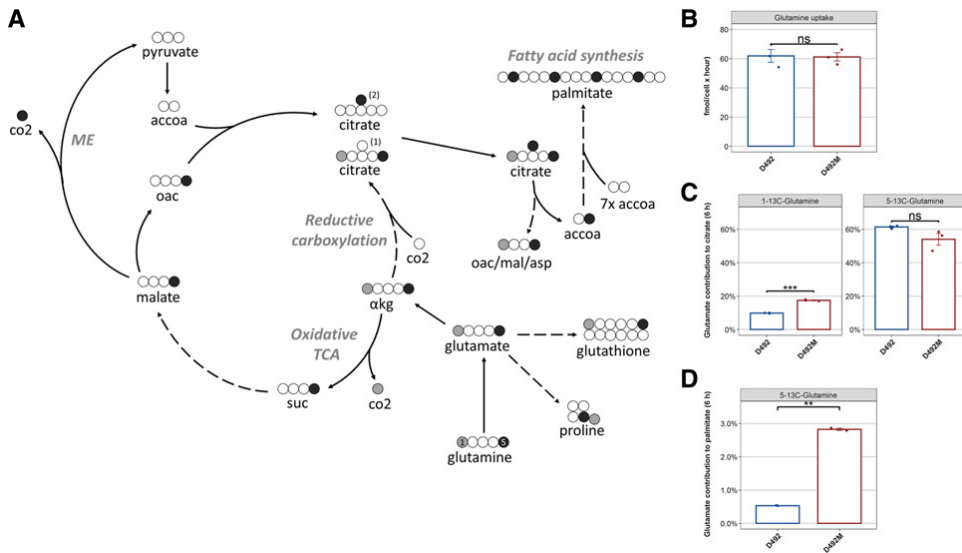 A
pyruvate
co2
ME
accoa
oac
malate
(2)
citrate
(1)
citrate
Reductive
carboxylation
co2
αkg
Oxidative
TCA
suc
co2
Fatty acid synthesis
palmitate
citrate
7x accoa
accoa
oac/mal/asp
glutamate
glutathione
proline
1
5
glutamine
B
Glutamine uptake
fmol/cell x hour)
80
60
40
20
0
ns
D492
D492M
C
1-13C-Glutamine
5-13C-Glutamine
Glutamate contribution to citrate (6 h)
60%
40%
20%
0%
***
D492
D492M
60%
40%
20%
0%
ns
D492
D492M
D
5-13C-Glutamine
Glutamate contribution to palmitate (6 h)
3.0%
2.0%
1.0%
0.0%
**
D492
D492M